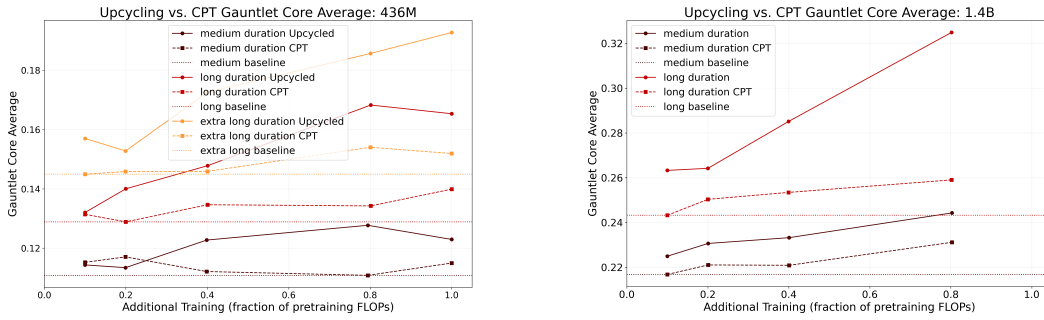 Upcycling vs. CPT Gauntlet Core Average: 436M
medium duration Upcycled
medium duration CPT
medium baseline
long duration Upcycled
long duration CPT
long baseline
extra long duration Upcycled
extra long duration CPT
extra long baseline
Gauntlet Core Average
0.18
0.16
0.14
0.12
0.0
0.2
0.4
0.6
0.8
1.0
Additional Training (fraction of pretraining FLOPs)
Upcycling vs. CPT Gauntlet Core Average: 1.4B
medium duration
medium duration CPT
medium baseline
long duration
long duration CPT
long baseline
Gauntlet Core Average
0.32
0.30
0.28
0.26
0.24
0.22
0.0
0.2
0.4
0.6
0.8
1.0
Additional Training (fraction of pretraining FLOPs)